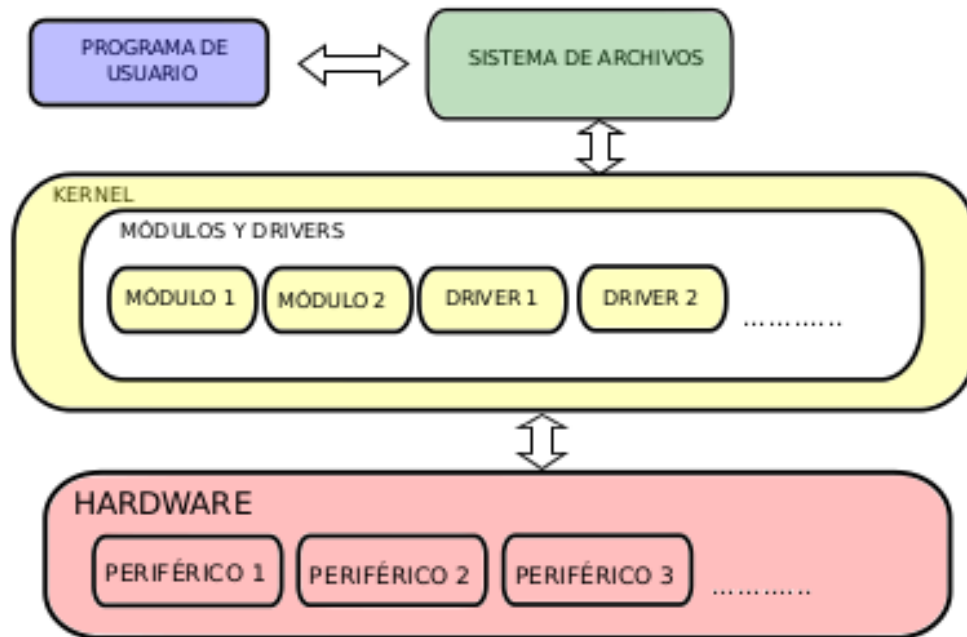 PROGRAMA DE
USUARIO
SISTEMA DE ARCHIVOS
KERNEL
MÓDULOS Y DRIVERS
MÓDULO 1
MÓDULO 2
DRIVER 1
DRIVER 2
............
HARDWARE
PERIFÉRICO 1
PERIFÉRICO 2
PERIFÉRICO 3
............